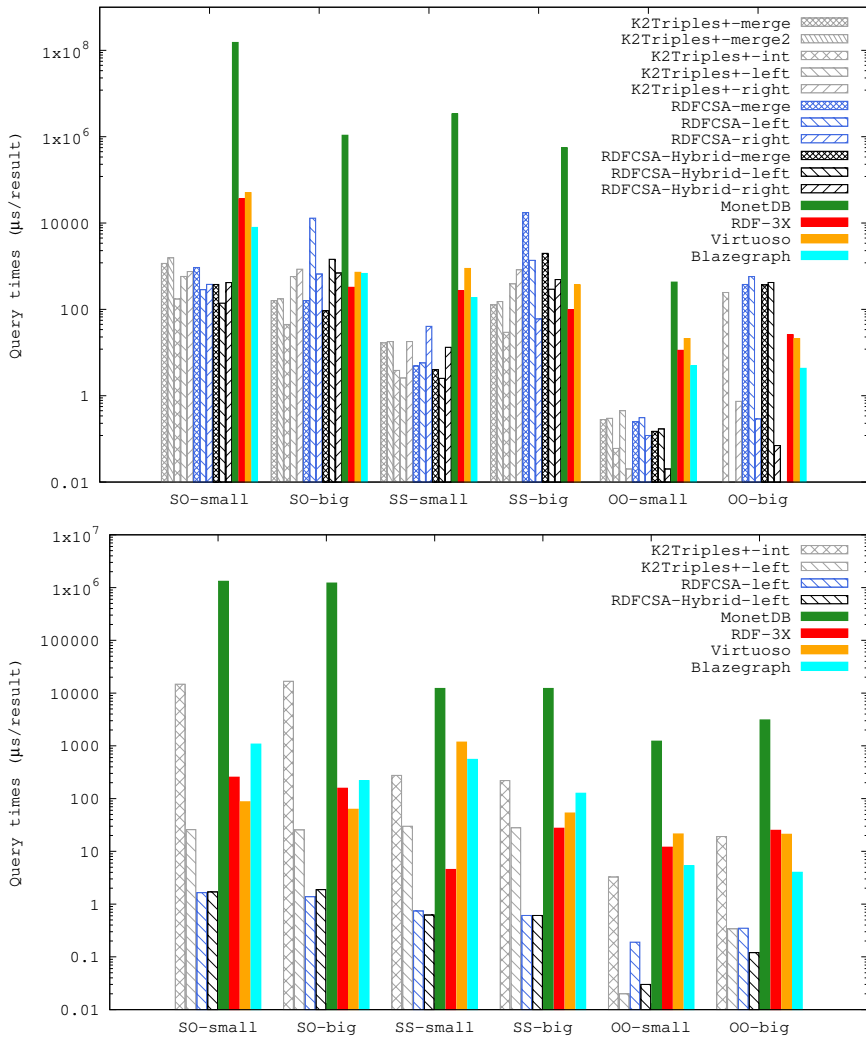 Query times (µs/result)
1x10^8
1x10^6
10000
100
1
0.01
K2Triples+-merge
K2Triples+-merge2
K2Triples+-int
K2Triples+-left
K2Triples+-right
RDFCSA-merge
RDFCSA-left
RDFCSA-right
RDFCSA-Hybrid-merge
RDFCSA-Hybrid-left
RDFCSA-Hybrid-right
MonetDB
RDF-3X
Virtuoso
Blazegraph
SO-small SO-big SS-small SS-big OO-small OO-big
Query times (µs/result)
1x10^7
1x10^6
100000
10000
1000
100
10
1
0.1
0.01
K2Triples+-int
K2Triples+-left
RDFCSA-left
RDFCSA-Hybrid-left
MonetDB
RDF-3X
Virtuoso
Blazegraph
SO-small SO-big SS-small SS-big OO-small OO-big